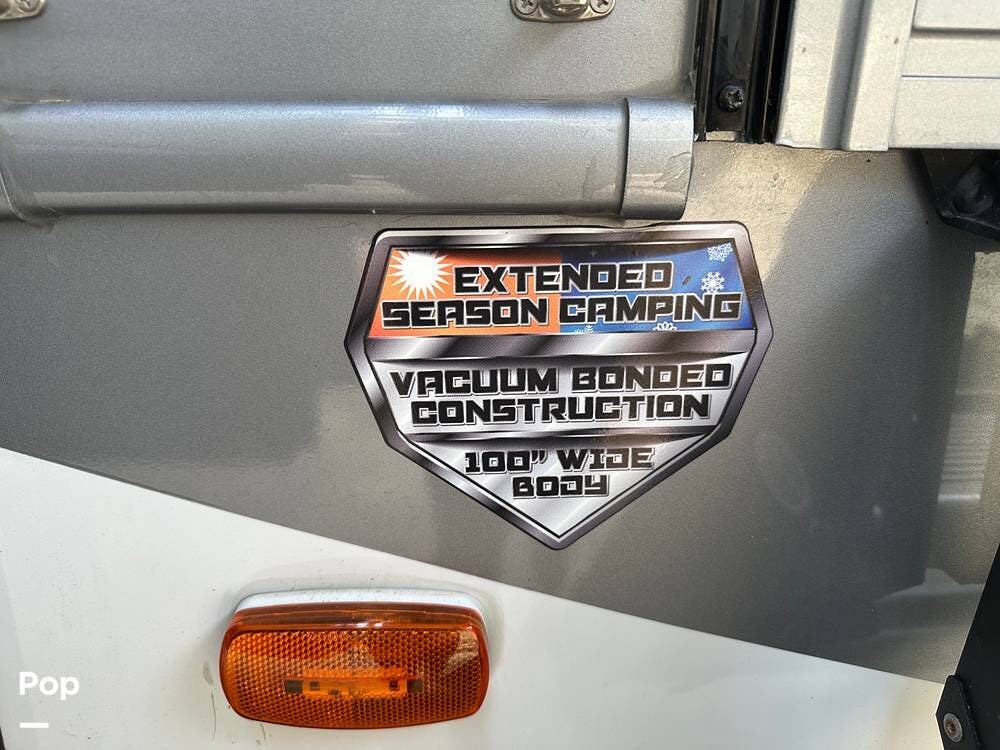 EXTENDED
SEASON CAMPING
VACUUM BONDED
CONSTRUCTION
100" WIDE
BODY
Pop